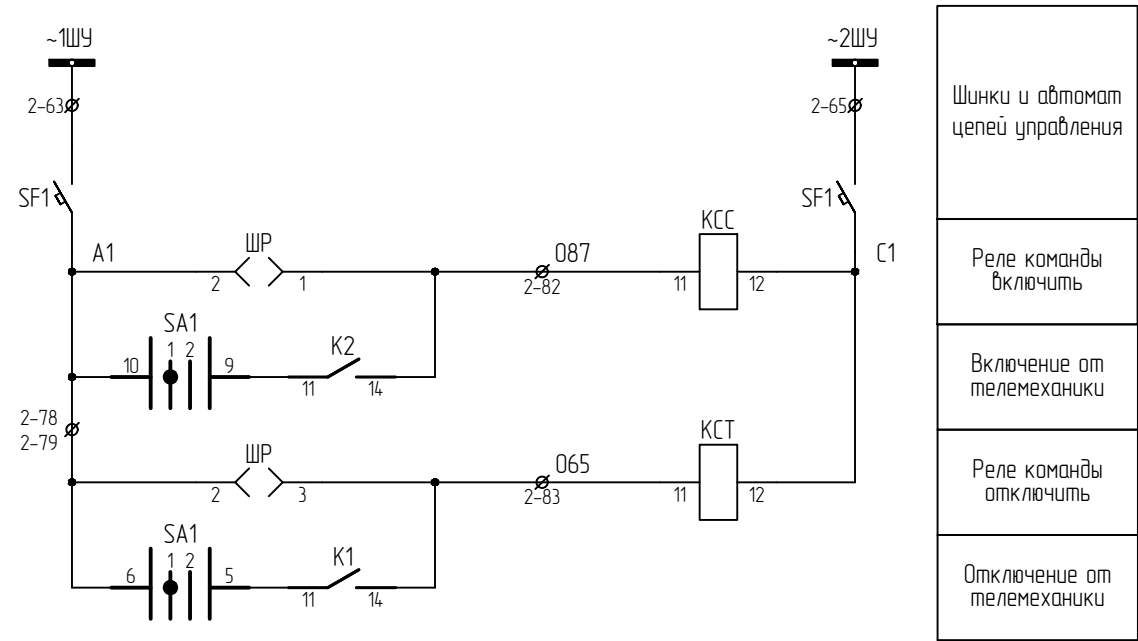 ~1ШУ
~2ШУ
2-63
2-65
Шинки и автомат
цепей управления
SF1
SF1
A1
ШР
2
1
087
2-82
КСС
11
12
C1
Реле команды
включить
SA1
10
1 2
9
К2
11
14
Включение от
телемеханики
2-78
2-79
ШР
2
3
065
2-83
КСТ
11
12
Реле команды
отключить
SA1
6
1 2
5
К1
11
14
Отключение от
телемеханики